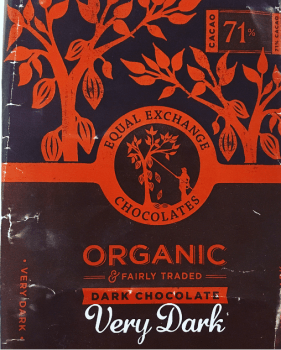 CACAO
71%
71% CACAO
EQUAL EXCHANGE
CHOCOLATES
ORGANIC
& FAIRLY TRADED
DARK CHOCOLATE
Very Dark
• VERY DARK